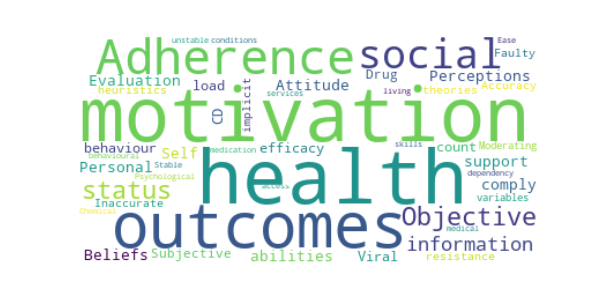 unstable conditions Ease
Adherence social Faulty
Evaluation load Attitude Drug Perceptions
heuristics CD implicit services living theories Accuracy
motivation
behaviour Self medication efficacy skills count Moderating
behavioural health support
Personal Stable dependency
Psychological access comply
status variables
Inaccurate
Chemical outcomes Objective
medical
information
Beliefs Subjective abilities Viral resistance